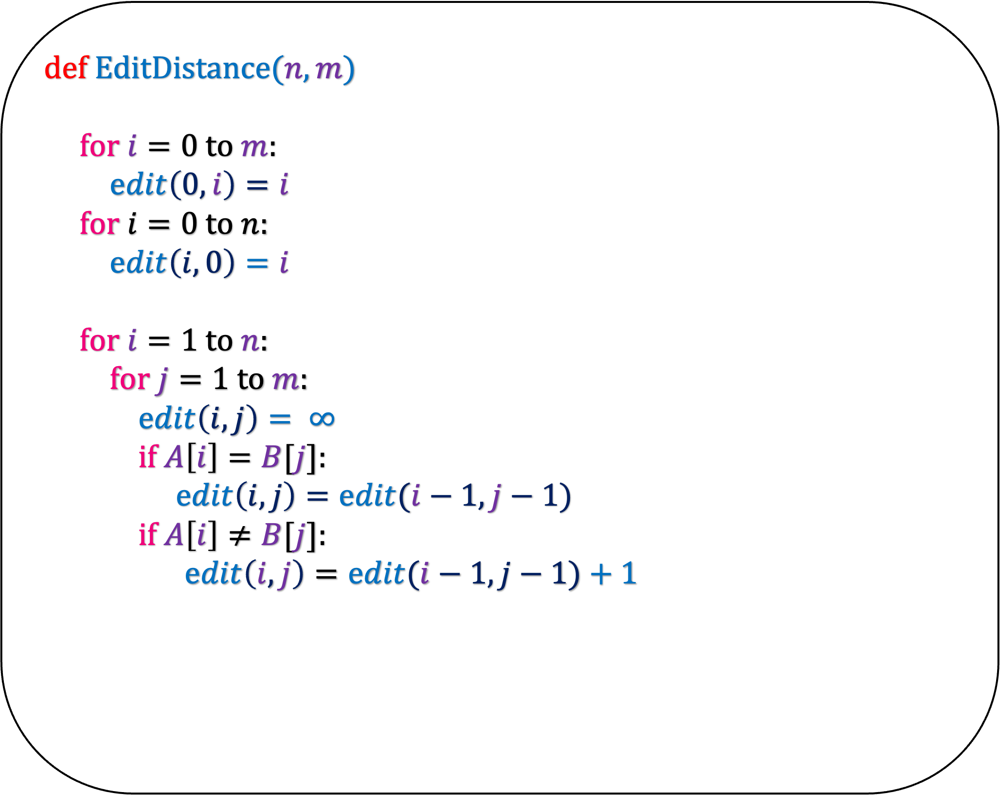 def EditDistance(n, m)
for i = 0 to m:
edit(0, i) = i
for i = 0 to n:
edit(i, 0) = i
for i = 1 to n:
for j = 1 to m:
edit(i, j) = ∞
if A[i] = B[j]:
edit(i, j) = edit(i − 1, j − 1)
if A[i] ≠ B[j]:
edit(i, j) = edit(i − 1, j − 1) + 1